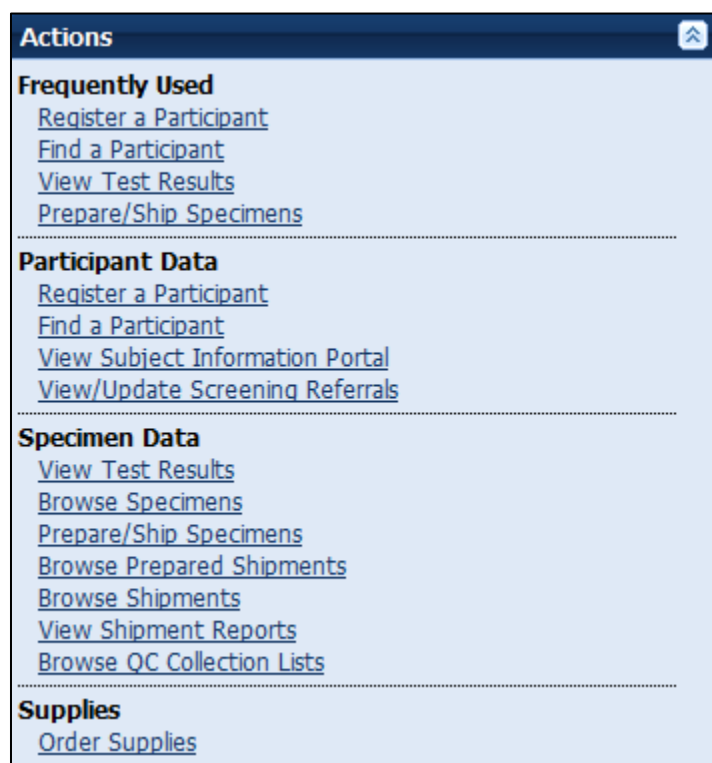 Actions
Frequently Used
Register a Participant
Find a Participant
View Test Results
Prepare/Ship Specimens
Participant Data
Register a Participant
Find a Participant
View Subject Information Portal
View/Update Screening Referrals
Specimen Data
View Test Results
Browse Specimens
Prepare/Ship Specimens
Browse Prepared Shipments
Browse Shipments
View Shipment Reports
Browse QC Collection Lists
Supplies
Order Supplies